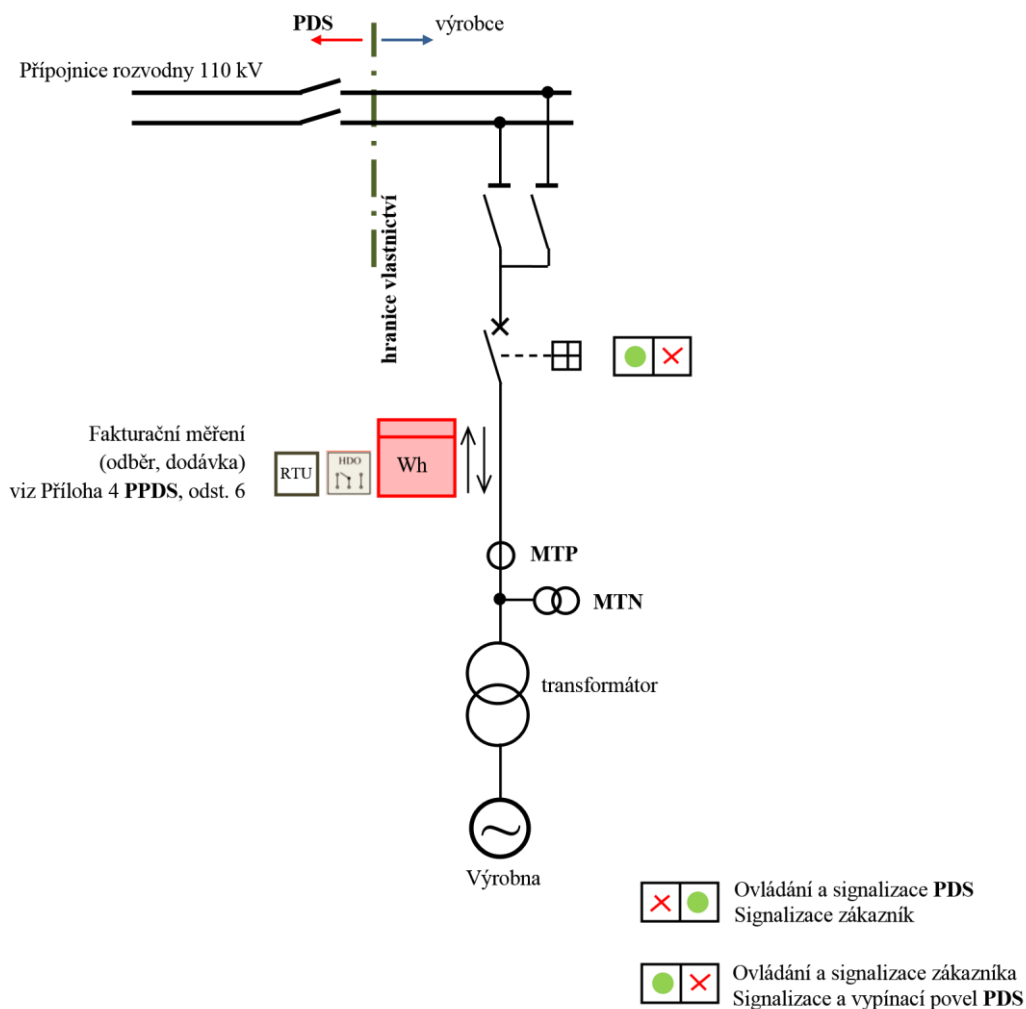 PDS
výrobce
Přípojnice rozvodny 110 kV
hranice vlastnictví
Fakturační měření
(odběr, dodávka)
viz Příloha 4 PPDS, odst. 6
RTU
HDO
Wh
MTP
MTN
transformátor
Výrobna
Ovládání a signalizace PDS
Signalizace zákazník
Ovládání a signalizace zákazníka
Signalizace a vypínací povel PDS